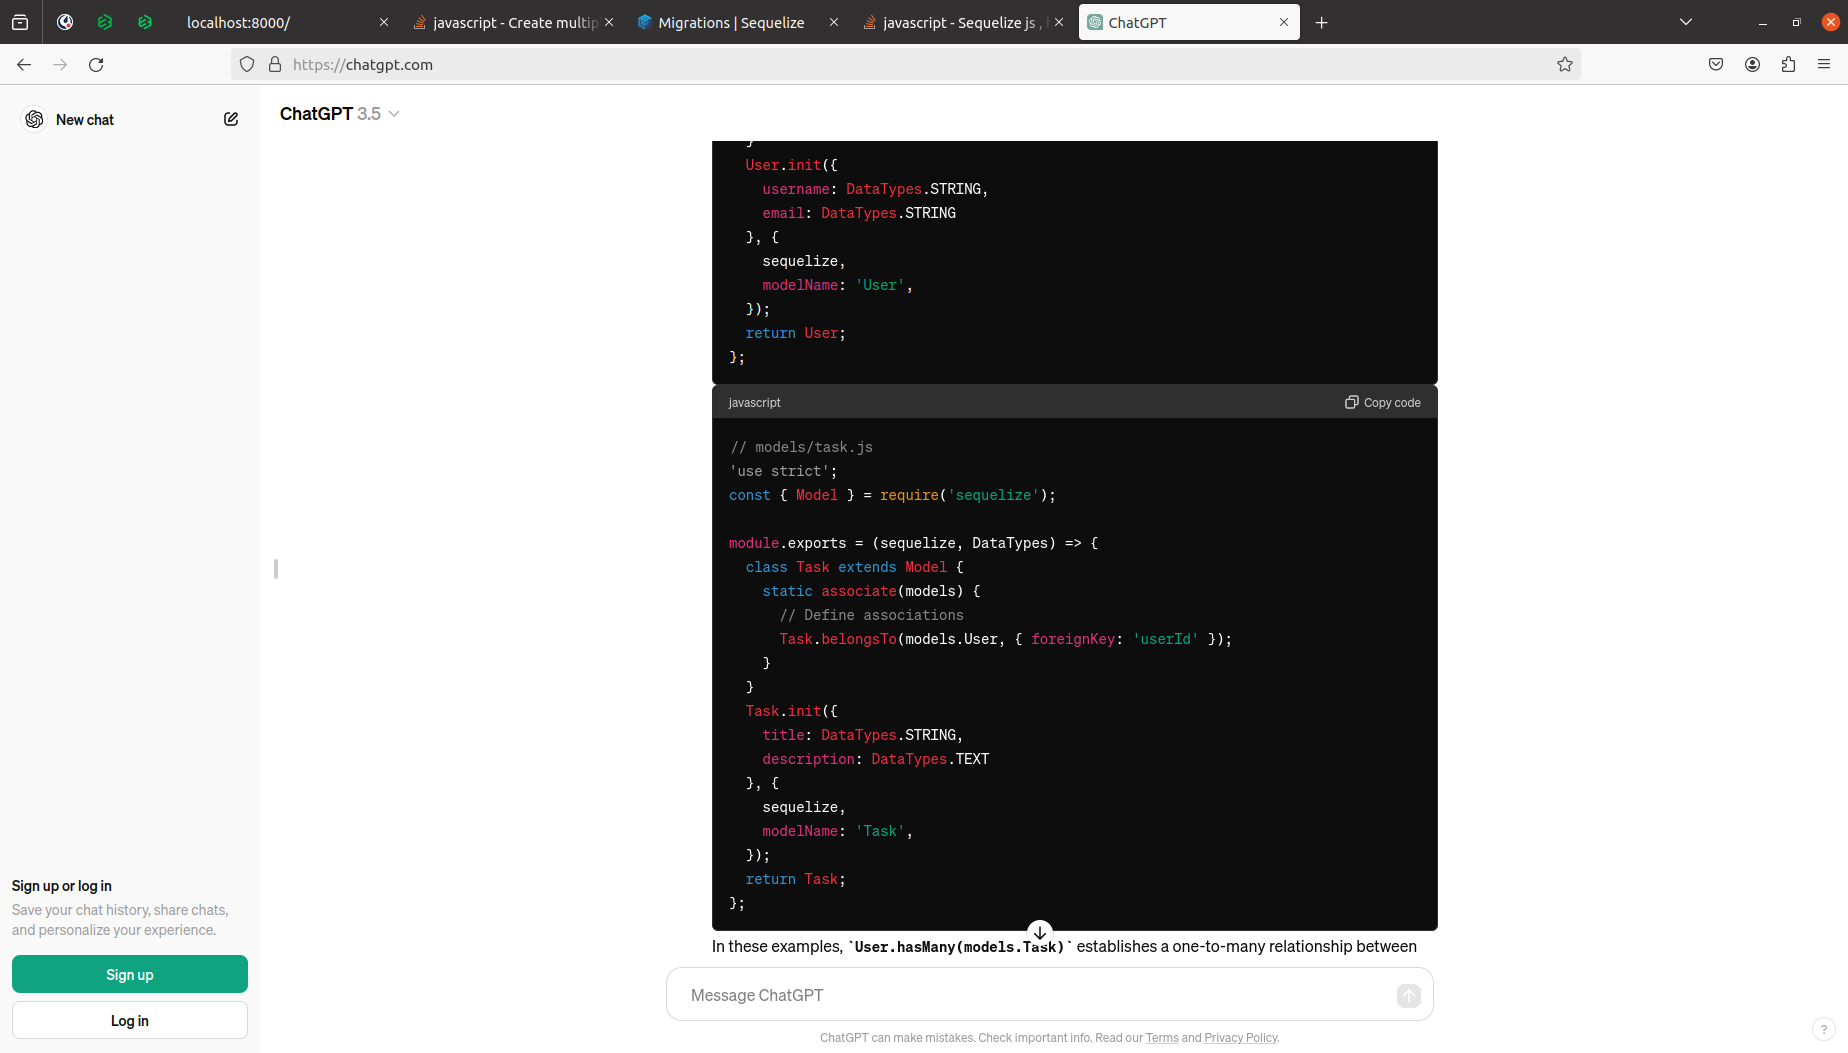 localhost:8000/
javascript - Create multip
Migrations | Sequelize
javascript - Sequelize js ,
ChatGPT
https://chatgpt.com
New chat
ChatGPT 3.5
}
User.init({
username: DataTypes.STRING,
email: DataTypes.STRING
}, {
sequelize,
modelName: 'User',
});
return User;
};
javascript
Copy code
// models/task.js
'use strict';
const { Model } = require('sequelize');
module.exports = (sequelize, DataTypes) => {
class Task extends Model {
static associate(models) {
// Define associations
Task.belongsTo(models.User, { foreignKey: 'userId' });
}
}
Task.init({
title: DataTypes.STRING,
description: DataTypes.TEXT
}, {
sequelize,
modelName: 'Task',
});
return Task;
};
In these examples, `User.hasMany(models.Task)` establishes a one-to-many relationship between
Sign up or log in
Save your chat history, share chats,
and personalize your experience.
Sign up
Log in
Message ChatGPT
ChatGPT can make mistakes. Check important info. Read our Terms and Privacy Policy.
?